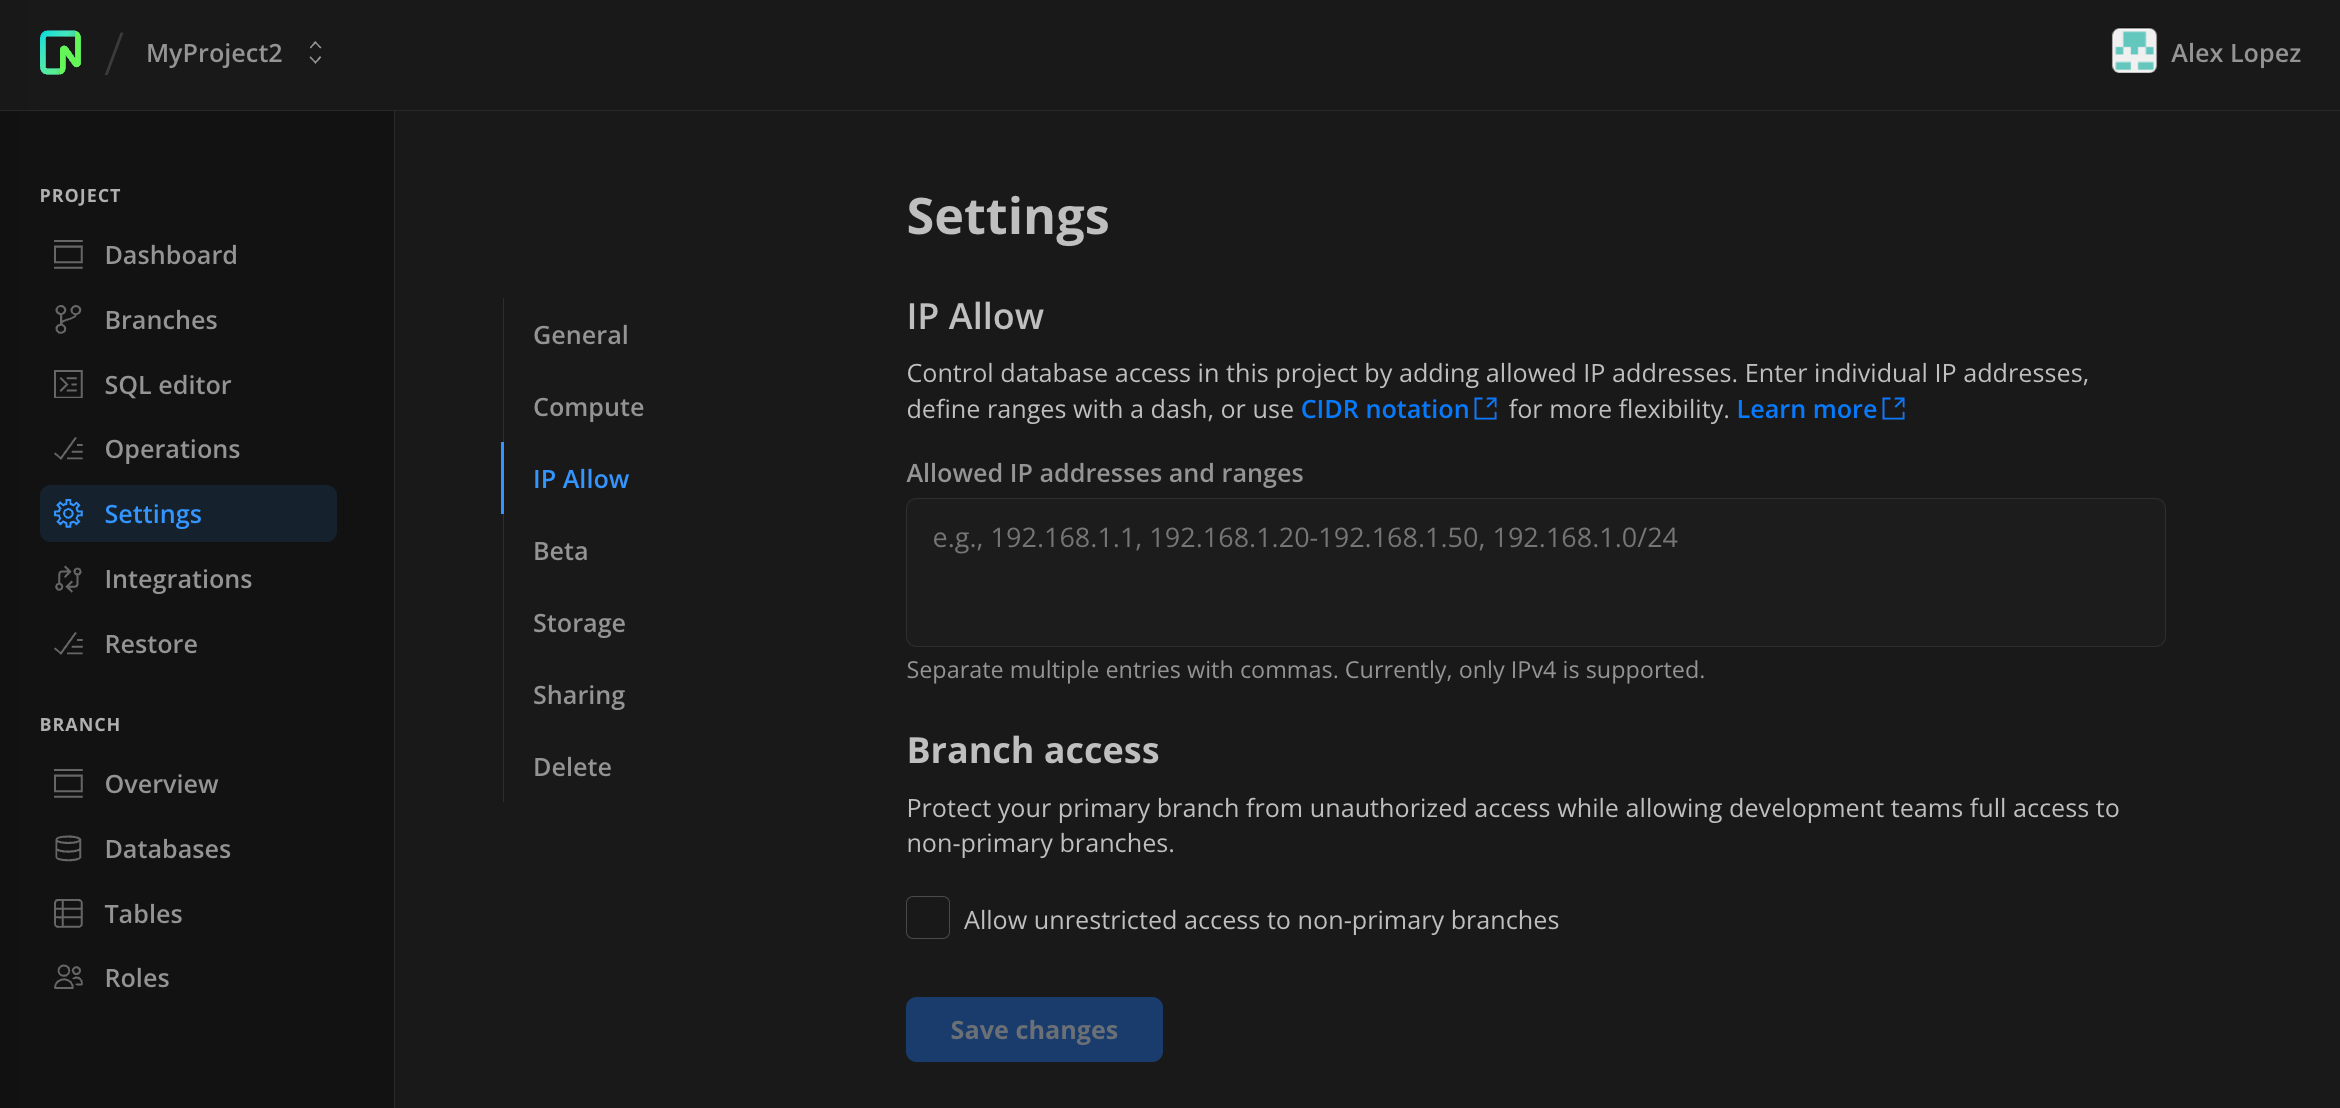 MyProject2
Alex Lopez
PROJECT
Dashboard
Branches
SQL editor
Operations
Settings
Integrations
Restore
BRANCH
Overview
Databases
Tables
Roles
General
Compute
IP Allow
Beta
Storage
Sharing
Delete
Settings
IP Allow
Control database access in this project by adding allowed IP addresses. Enter individual IP addresses,
define ranges with a dash, or use CIDR notation for more flexibility. Learn more
Allowed IP addresses and ranges
e.g., 192.168.1.1, 192.168.1.20-192.168.1.50, 192.168.1.0/24
Separate multiple entries with commas. Currently, only IPv4 is supported.
Branch access
Protect your primary branch from unauthorized access while allowing development teams full access to
non-primary branches.
Allow unrestricted access to non-primary branches
Save changes